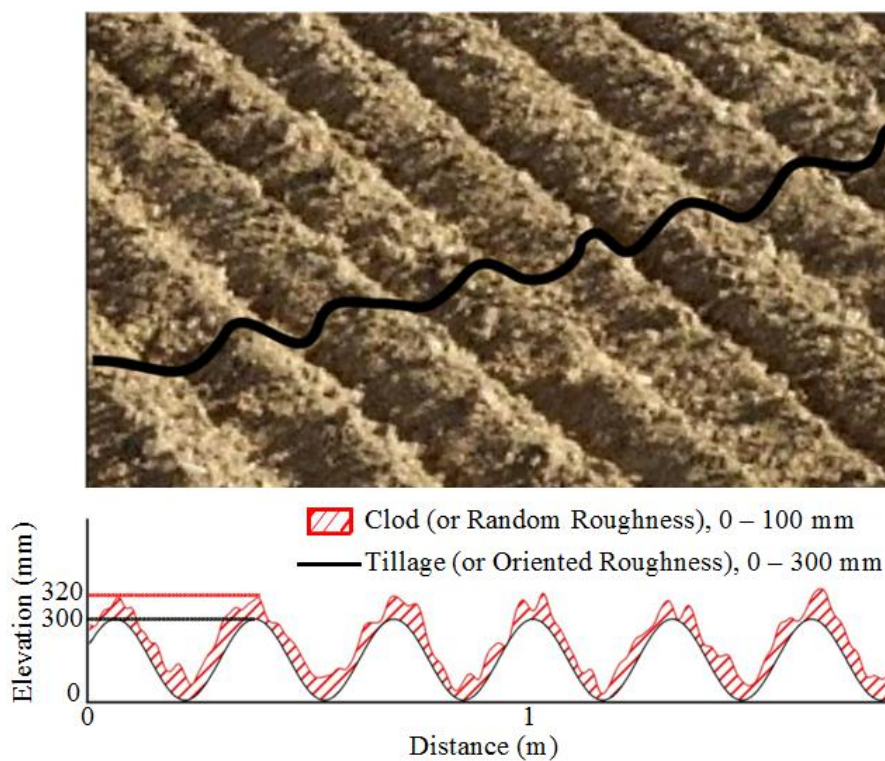 Clod (or Random Roughness), 0 – 100 mm
Tillage (or Oriented Roughness), 0 – 300 mm
Elevation (mm)
320
300
0
0
1
Distance (m)